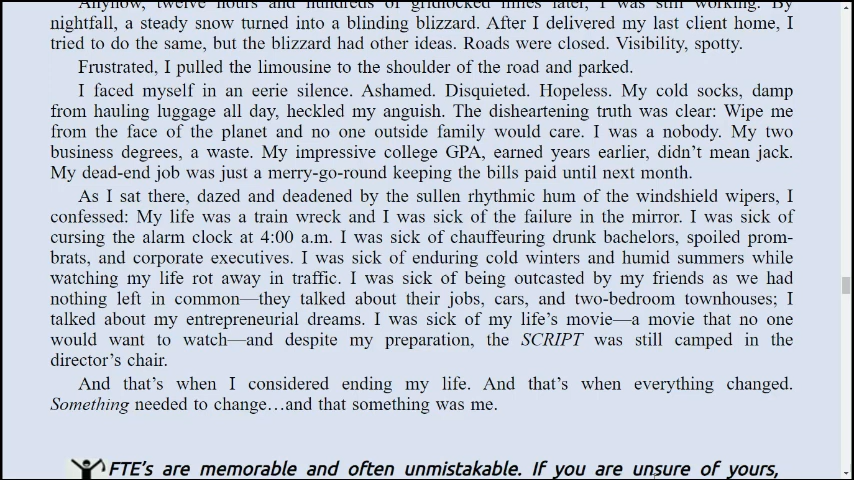 Anyhow, twelve hours and hundreds of gridlocked miles later, I was still working. By
nightfall, a steady snow turned into a blinding blizzard. After I delivered my last client home, I
tried to do the same, but the blizzard had other ideas. Roads were closed. Visibility, spotty.
Frustrated, I pulled the limousine to the shoulder of the road and parked.
I faced myself in an eerie silence. Ashamed. Disquieted. Hopeless. My cold socks, damp
from hauling luggage all day, heckled my anguish. The disheartening truth was clear: Wipe me
from the face of the planet and no one outside family would care. I was a nobody. My two
business degrees, a waste. My impressive college GPA, earned years earlier, didn’t mean jack.
My dead-end job was just a merry-go-round keeping the bills paid until next month.
As I sat there, dazed and deadened by the sullen rhythmic hum of the windshield wipers, I
confessed: My life was a train wreck and I was sick of the failure in the mirror. I was sick of
cursing the alarm clock at 4:00 a.m. I was sick of chauffeuring drunk bachelors, spoiled prom-
brats, and corporate executives. I was sick of enduring cold winters and humid summers while
watching my life rot away in traffic. I was sick of being outcasted by my friends as we had
nothing left in common—they talked about their jobs, cars, and two-bedroom townhouses; I
talked about my entrepreneurial dreams. I was sick of my life’s movie—a movie that no one
would want to watch—and despite my preparation, the SCRIPT was still camped in the
director’s chair.
And that’s when I considered ending my life. And that’s when everything changed.
Something needed to change…and that something was me.
FTE’s are memorable and often unmistakable. If you are unsure of yours,